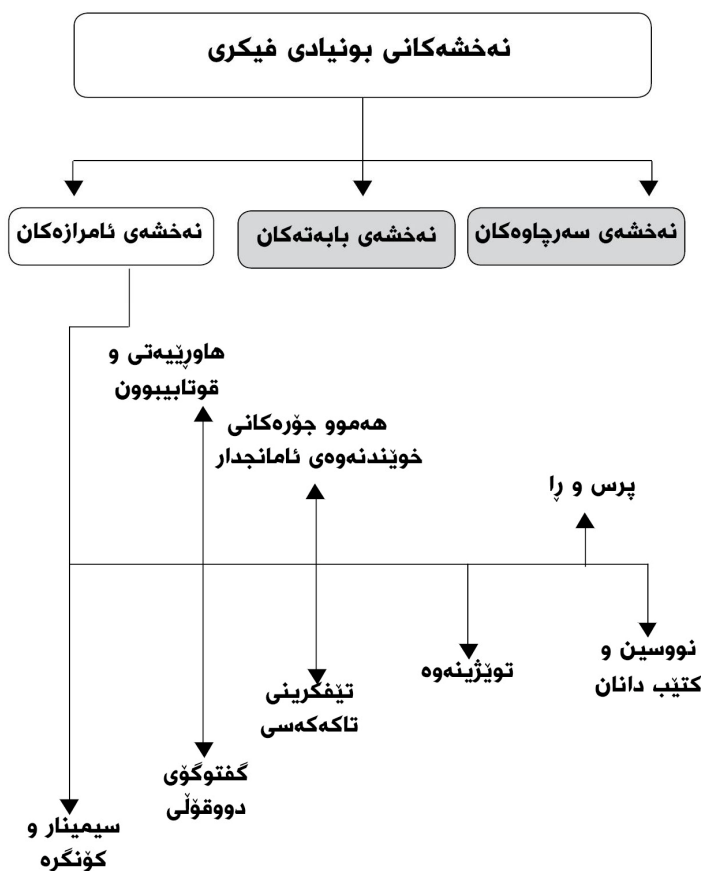 نەخشەکانی بونیادی فیکری
نەخشەی سەرچاوەکان
نەخشەی بابەتەکان
نەخشەی ئامرازەکان
هاوڕێیەتی و
قوتابیبوون
هەموو جۆرەکانی
خوێندنەوەی ئامانجدار
پرس و ڕا
نووسین و
کتێب دانان
توێژینەوە
تێفکرینی
تاکەکەسی
گفتوگۆی
دووقۆڵی
سیمینار و
کۆنگرە